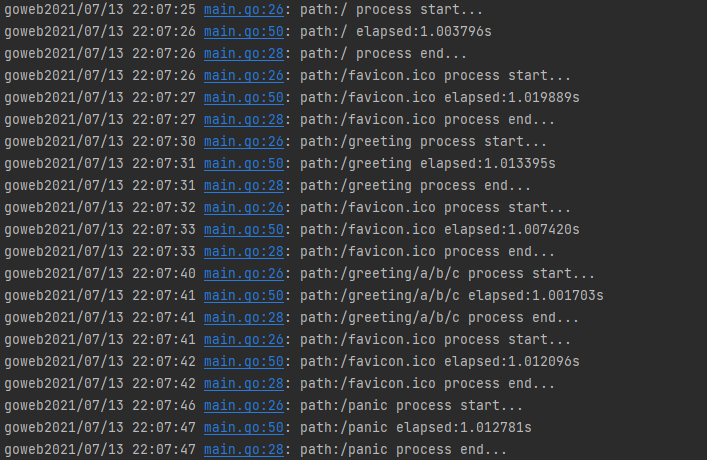 goweb2021/07/13 22:07:25 main.go:26: path:/ process start...
goweb2021/07/13 22:07:26 main.go:50: path:/ elapsed:1.003796s
goweb2021/07/13 22:07:26 main.go:28: path:/ process end...
goweb2021/07/13 22:07:26 main.go:26: path:/favicon.ico process start...
goweb2021/07/13 22:07:27 main.go:50: path:/favicon.ico elapsed:1.019889s
goweb2021/07/13 22:07:27 main.go:28: path:/favicon.ico process end...
goweb2021/07/13 22:07:30 main.go:26: path:/greeting process start...
goweb2021/07/13 22:07:31 main.go:50: path:/greeting elapsed:1.013395s
goweb2021/07/13 22:07:31 main.go:28: path:/greeting process end...
goweb2021/07/13 22:07:32 main.go:26: path:/favicon.ico process start...
goweb2021/07/13 22:07:33 main.go:50: path:/favicon.ico elapsed:1.007420s
goweb2021/07/13 22:07:33 main.go:28: path:/favicon.ico process end...
goweb2021/07/13 22:07:40 main.go:26: path:/greeting/a/b/c process start...
goweb2021/07/13 22:07:41 main.go:50: path:/greeting/a/b/c elapsed:1.001703s
goweb2021/07/13 22:07:41 main.go:28: path:/greeting/a/b/c process end...
goweb2021/07/13 22:07:41 main.go:26: path:/favicon.ico process start...
goweb2021/07/13 22:07:42 main.go:50: path:/favicon.ico elapsed:1.012096s
goweb2021/07/13 22:07:42 main.go:28: path:/favicon.ico process end...
goweb2021/07/13 22:07:46 main.go:26: path:/panic process start...
goweb2021/07/13 22:07:47 main.go:50: path:/panic elapsed:1.012781s
goweb2021/07/13 22:07:47 main.go:28: path:/panic process end...